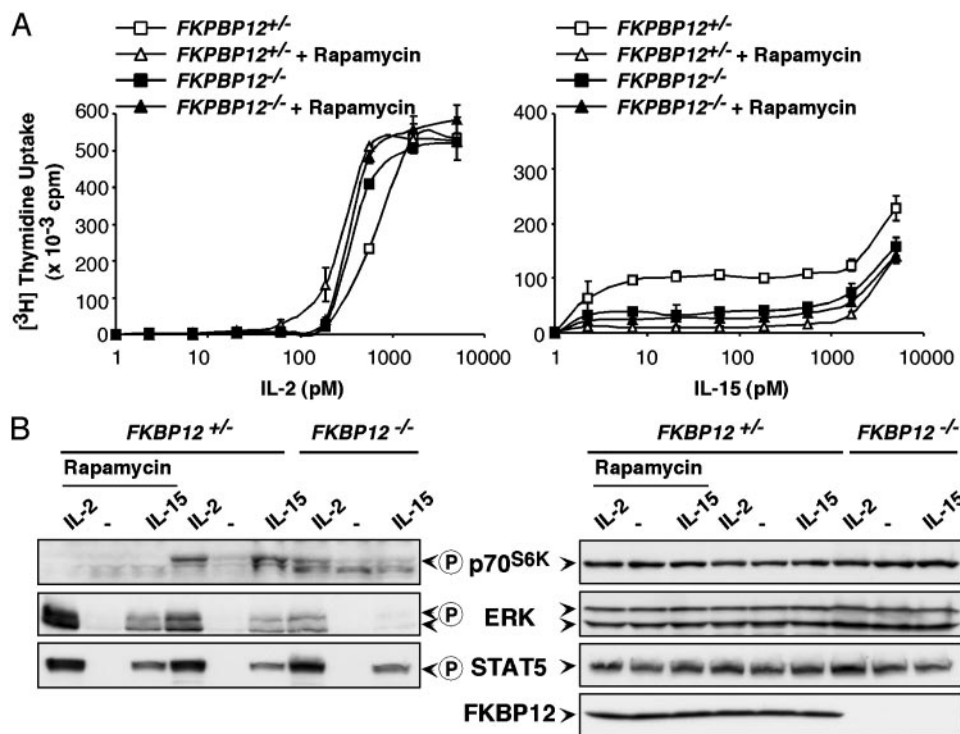 A
FKPBP12+/-
FKPBP12+/- + Rapamycin
FKPBP12-/-
FKPBP12-/- + Rapamycin
[3H] Thymidine Uptake
(x 10-3 cpm)
600
500
400
300
200
100
0
1
10
100
1000
10000
IL-2 (pM)
FKPBP12+/-
FKPBP12+/- + Rapamycin
FKPBP12-/-
FKPBP12-/- + Rapamycin
400
300
200
100
0
1
10
100
1000
10000
IL-15 (pM)
B
FKBP12 +/- FKBP12 -/-
Rapamycin
IL-2 - IL-15 IL-2 - IL-15 IL-2 - IL-15
FKBP12 +/- FKBP12 -/-
Rapamycin
IL-2 - IL-15 IL-2 - IL-15 IL-2 - IL-15
P p70S6K
P ERK
P STAT5
FKBP12